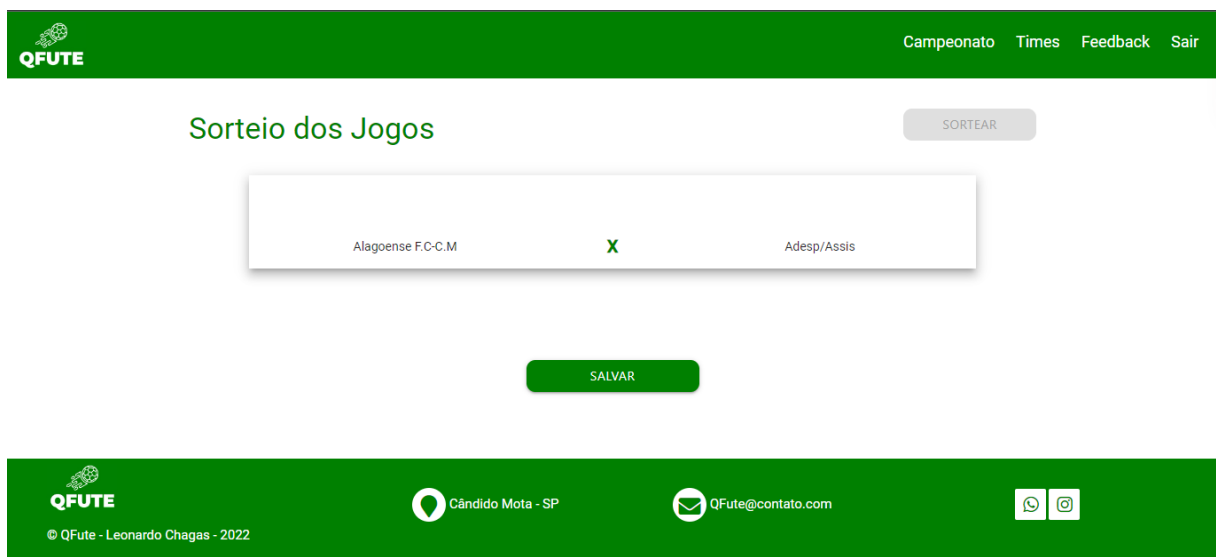 QFUTE
Campeonato Times Feedback Sair
Sorteio dos Jogos
SORTEAR
Alagoense F.C-C.M X Adesp/Assis
SALVAR
QFUTE
Cândido Mota - SP
QFute@contato.com
© QFute - Leonardo Chagas - 2022